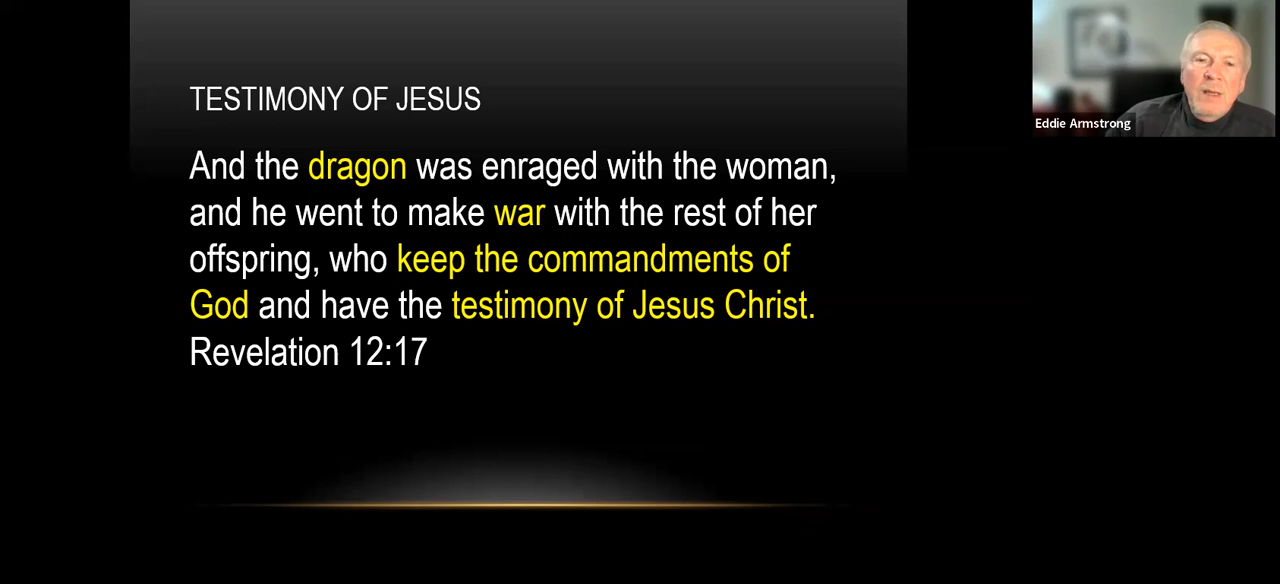 TESTIMONY OF JESUS
And the dragon was enraged with the woman,
and he went to make war with the rest of her
offspring, who keep the commandments of
God and have the testimony of Jesus Christ.
Revelation 12:17
Eddie Armstrong